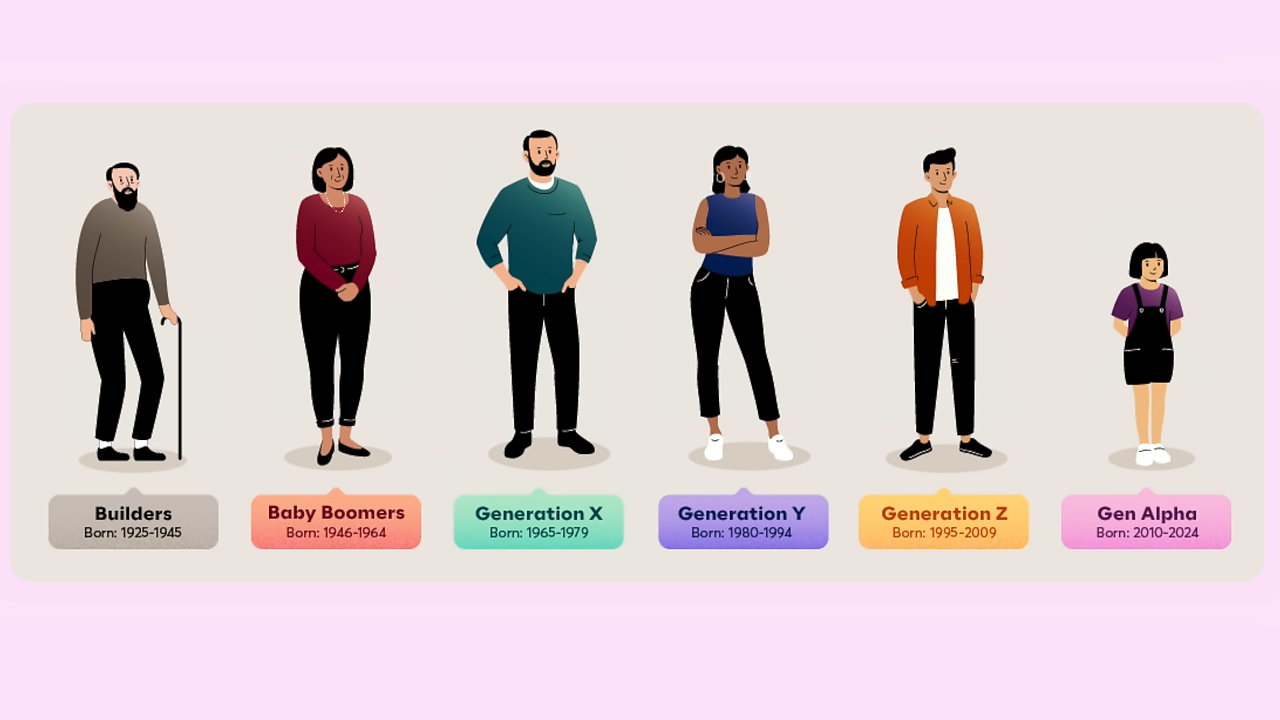 Builders
Born: 1925-1945
Baby Boomers
Born: 1946-1964
Generation X
Born: 1965-1979
Generation Y
Born: 1980-1994
Generation Z
Born: 1995-2009
Gen Alpha
Born: 2010-2024